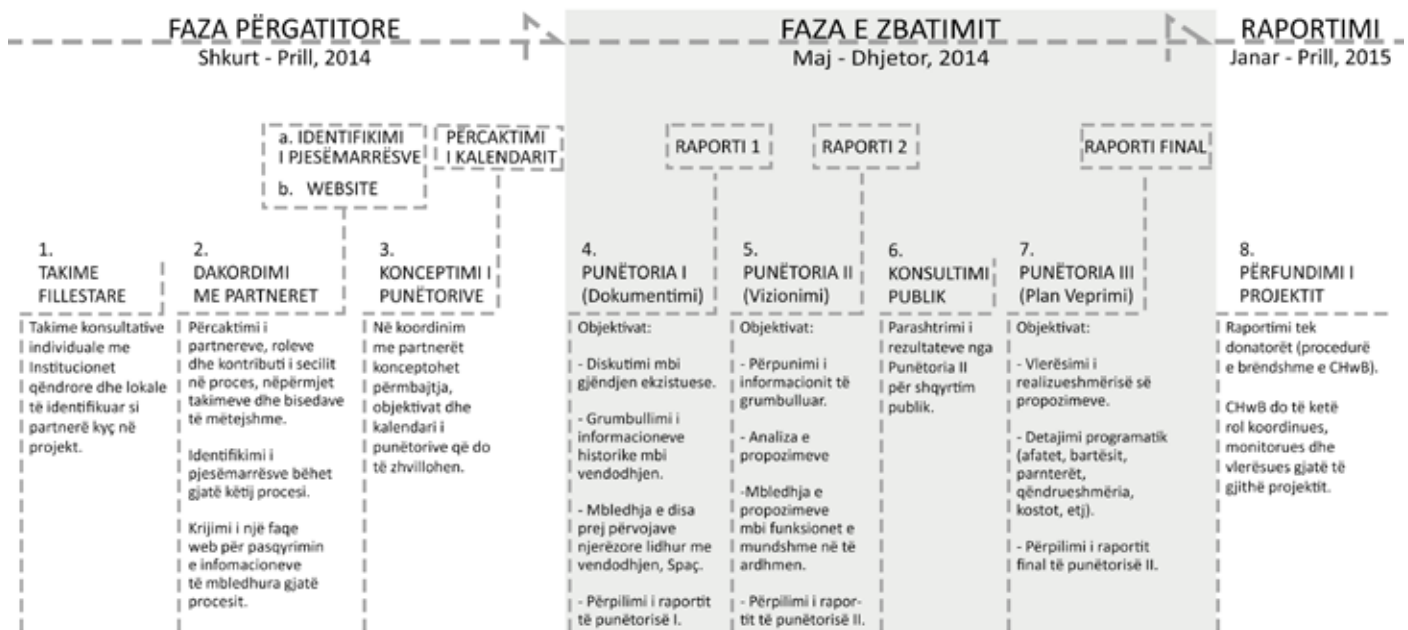 FAZA PËRGATITORE
Shkurt - Prill, 2014
FAZA E ZBATIMIT
Maj - Dhjetor, 2014
RAPORTIMI
Janar - Prill, 2015
a. IDENTIFIKIMI
I PJESËMARRËSVE
b. WEBSITE
PËRCAKTIMI
I KALENDARIT
RAPORTI 1
RAPORTI 2
RAPORTI FINAL
1.
TAKIME
FILLESTARE
Takime konsultative
individuale me
Institucionet
qëndrore dhe lokale
të identifikuar si
partnerë kyç në
projekt.
2.
DAKORDIMI
ME PARTNERET
Përcaktimi i
partnereve, roleve
dhe kontributi i secilit
në proces, nëpërmjet
takimeve dhe bisedave
të mëtejshme.
Identifikimi i
pjesëmarrësve bëhet
gjatë këtij procesi.
Krijimi i një faqe
web për pasqyrimin
e infomacioneve
të mbledhura gjatë
procesit.
3.
KONCEPTIMI I
PUNËTORIVE
Në koordinim
me partnerët
konceptohet
përmbajtja,
objektivat dhe
kalendari i
punëtorive që do
të zhvillohen.
4.
PUNËTORIA I
(Dokumentimi)
Objektivat:
- Diskutimi mbi
gjëndjen ekzistuese.
- Grumbullimi i
informacioneve
historike mbi
vendodhjen.
- Mbledhja e disa
prej përvojave
njerëzore lidhur me
vendodhjen, Spaç.
- Përpilimi i raportit
të punëtorisë I.
5.
PUNËTORIA II
(Vizionimi)
Objektivat:
- Përpunimi i
informacionit të
grumbulluar.
- Analiza e
propozimeve
-Mbledhja e
propozimeve
mbi funksionet e
mundshme në të
ardhmen.
- Përpilimi i rapor-
tit të punëtorisë II.
6.
KONSULTIMI
PUBLIK
Parashtrimi i
rezultateve nga
Punëtoria II
për shqyrtim
publik.
7.
PUNËTORIA III
(Plan Veprimi)
Objektivat:
- Vlerësimi i
realizueshmërisë së
propozimeve.
- Detajimi programatik
(afatet, bartësit,
parnterët,
qëndrueshmëria,
kostot, etj).
- Përpilimi i raportit
final të punëtorisë II.
8.
PËRFUNDIMI I
PROJEKTIT
Raportimi tek
donatorët (procedurë
e brëndshme e CHwB).
CHwB do të ketë
rol koordinues,
monitorues dhe
vlerësues gjatë të
gjithë projektit.